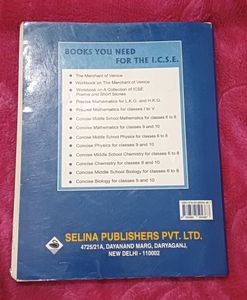 BOOKS YOU NEED
FOR THE I.C.S.E.
The Merchant of Venice
Workbook on The Merchant of Venice
Workbook on A Collection of ICSE
Poems and Short Stories
Precise Mathematics for L.K.G. and H.K.G.
Precise Mathematics for classes I to V
Concise Middle School Mathematics for classes 6 to 8
Concise Mathematics for classes 9 and 10
Concise Middle School Physics for classes 6 to 8
Concise Physics for classes 9 and 10
Concise Middle School Chemistry for classes 6 to 8
Concise Chemistry for classes 9 and 10
Concise Middle School Biology for classes 6 to 8
Concise Biology for classes 9 and 10
SELINA PUBLISHERS PVT. LTD.
4725/21A, DAYANAND MARG, DARYAGANJ,
NEW DELHI - 110002